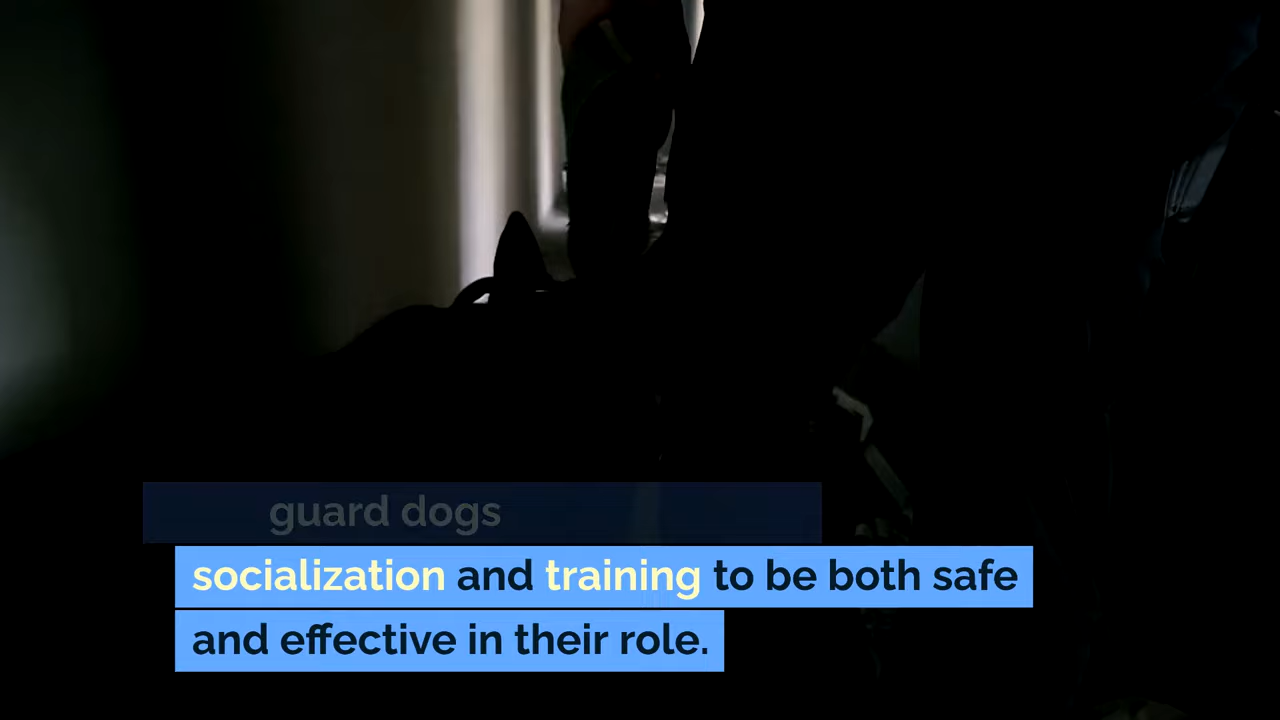 guard dogs
socialization and training to be both safe
and effective in their role.